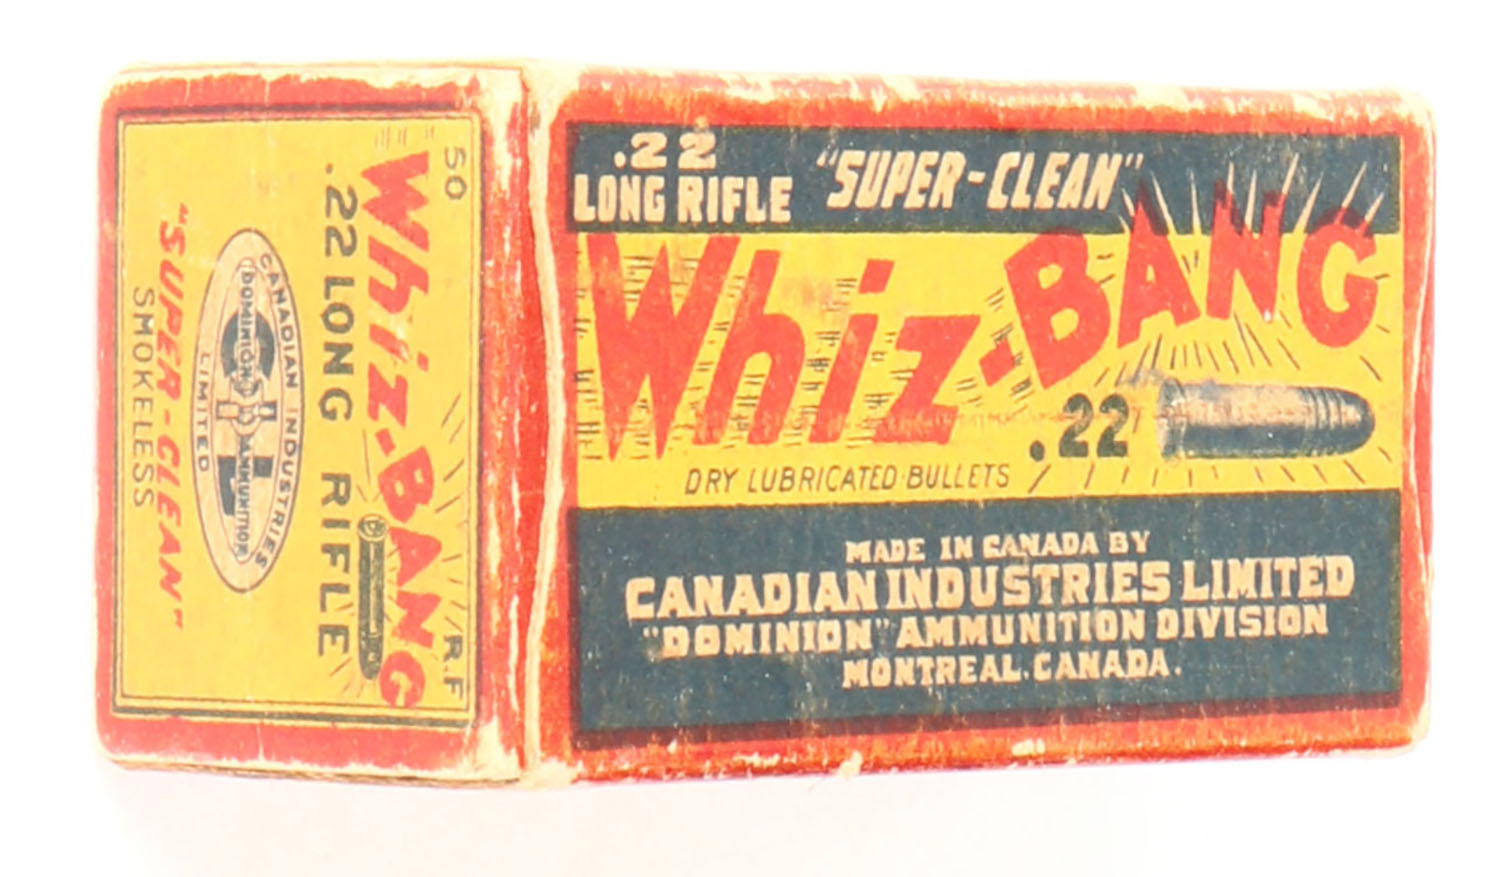 .22
LONG RIFLE
"SUPER-CLEAN"
Whiz-BANG
.22
DRY LUBRICATED BULLETS
MADE IN CANADA BY
CANADIAN INDUSTRIES LIMITED
"DOMINION" AMMUNITION DIVISION
MONTREAL. CANADA.
50 R.F
Whiz-BANG
.22 LONG RIFLE
CANADIAN INDUSTRIES
CIL
DOMINION AMMUNITION
LIMITED
"SUPER-CLEAN"
SMOKELESS